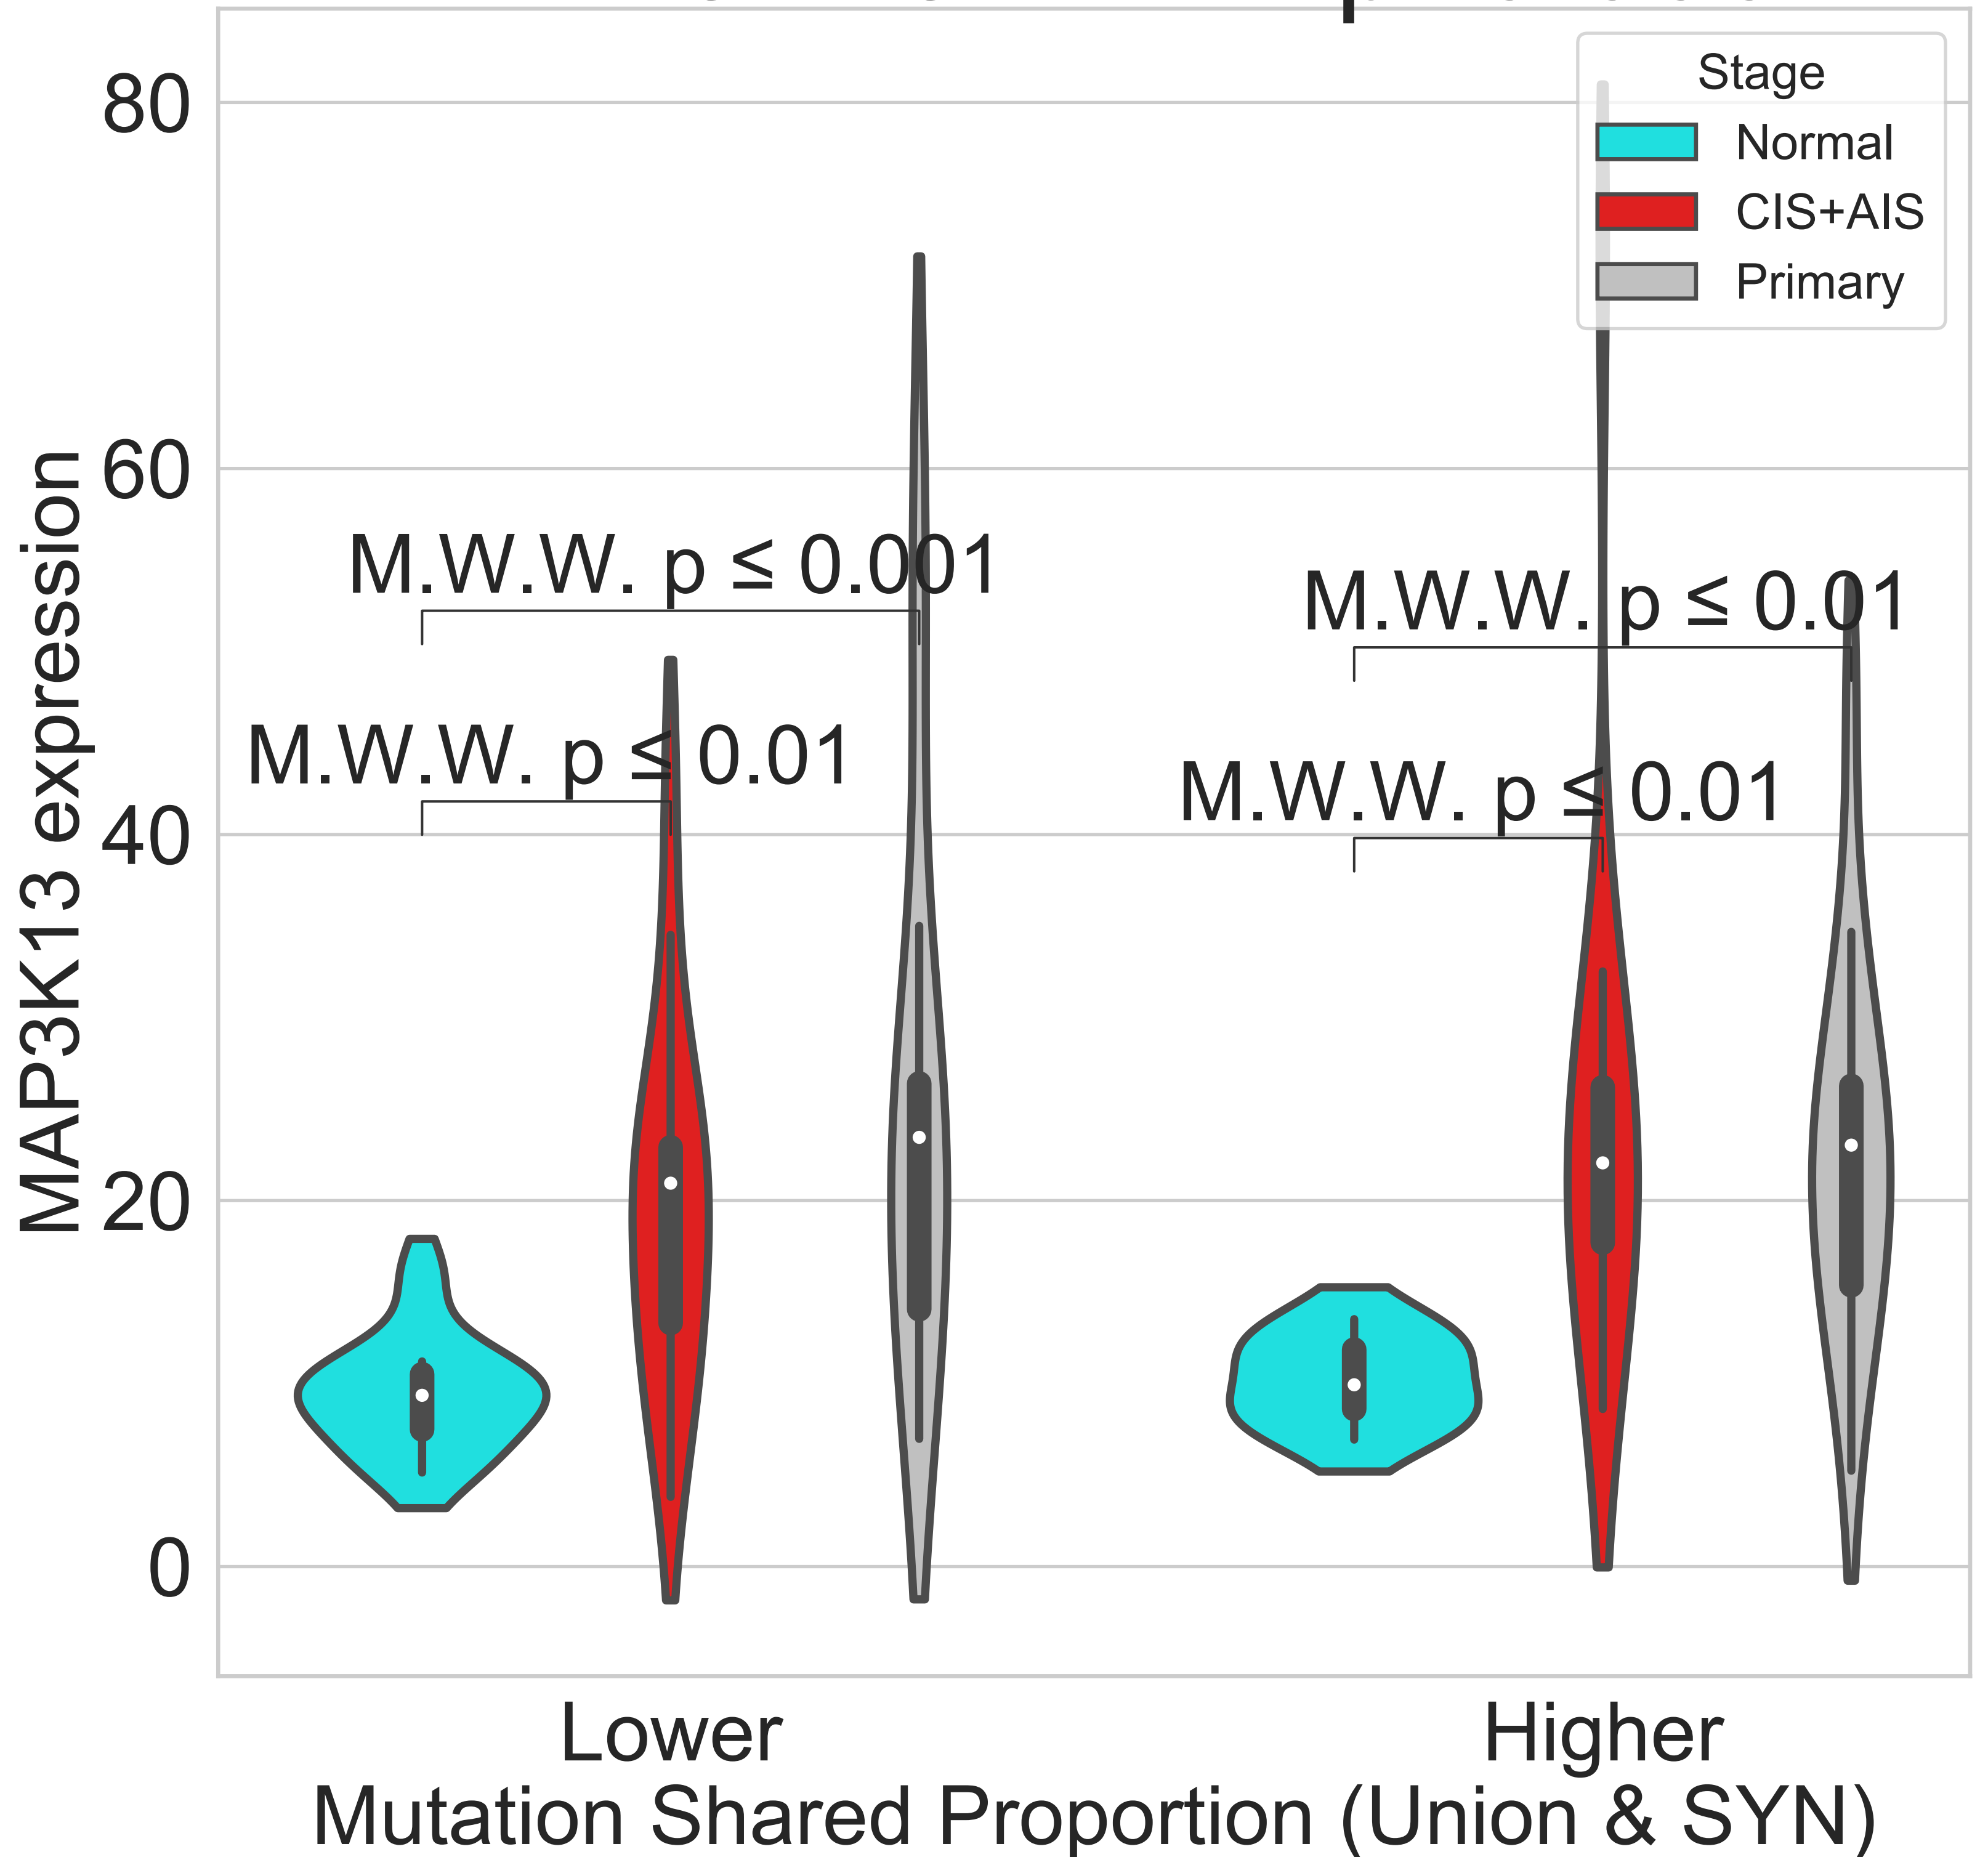 Stage
Normal
CIS+AIS
Primary
80
60
40
20
0
MAP3K13 expression
M.W.W. p ≤ 0.001
M.W.W. p ≤ 0.01
M.W.W. p ≤ 0.01
M.W.W. p ≤ 0.01
Lower
Higher
Mutation Shared Proportion (Union & SYN)